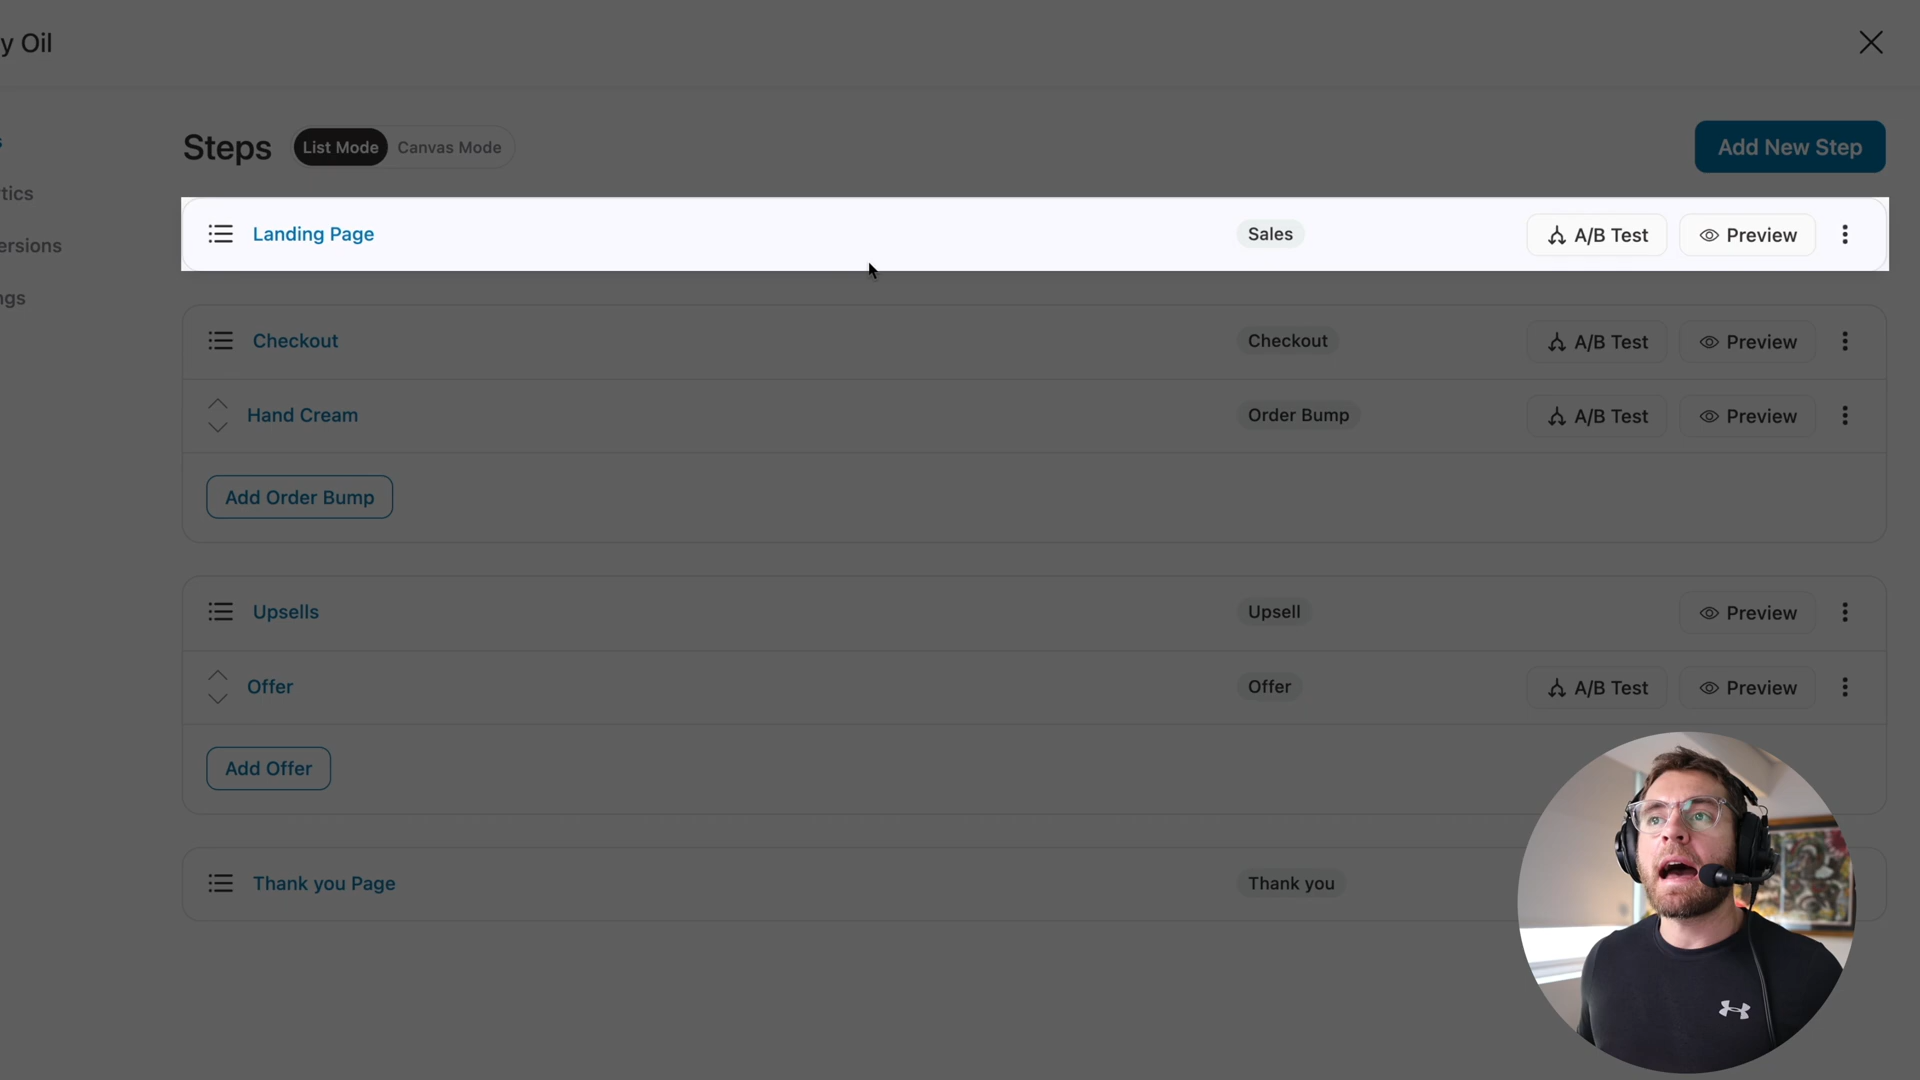 y Oil
Steps List Mode Canvas Mode Add New Step
tics
ersions
ngs
Landing Page Sales A/B Test Preview
Checkout Checkout A/B Test Preview
Hand Cream Order Bump A/B Test Preview
Add Order Bump
Upsells Upsell Preview
Offer Offer A/B Test Preview
Add Offer
Thank you Page Thank you